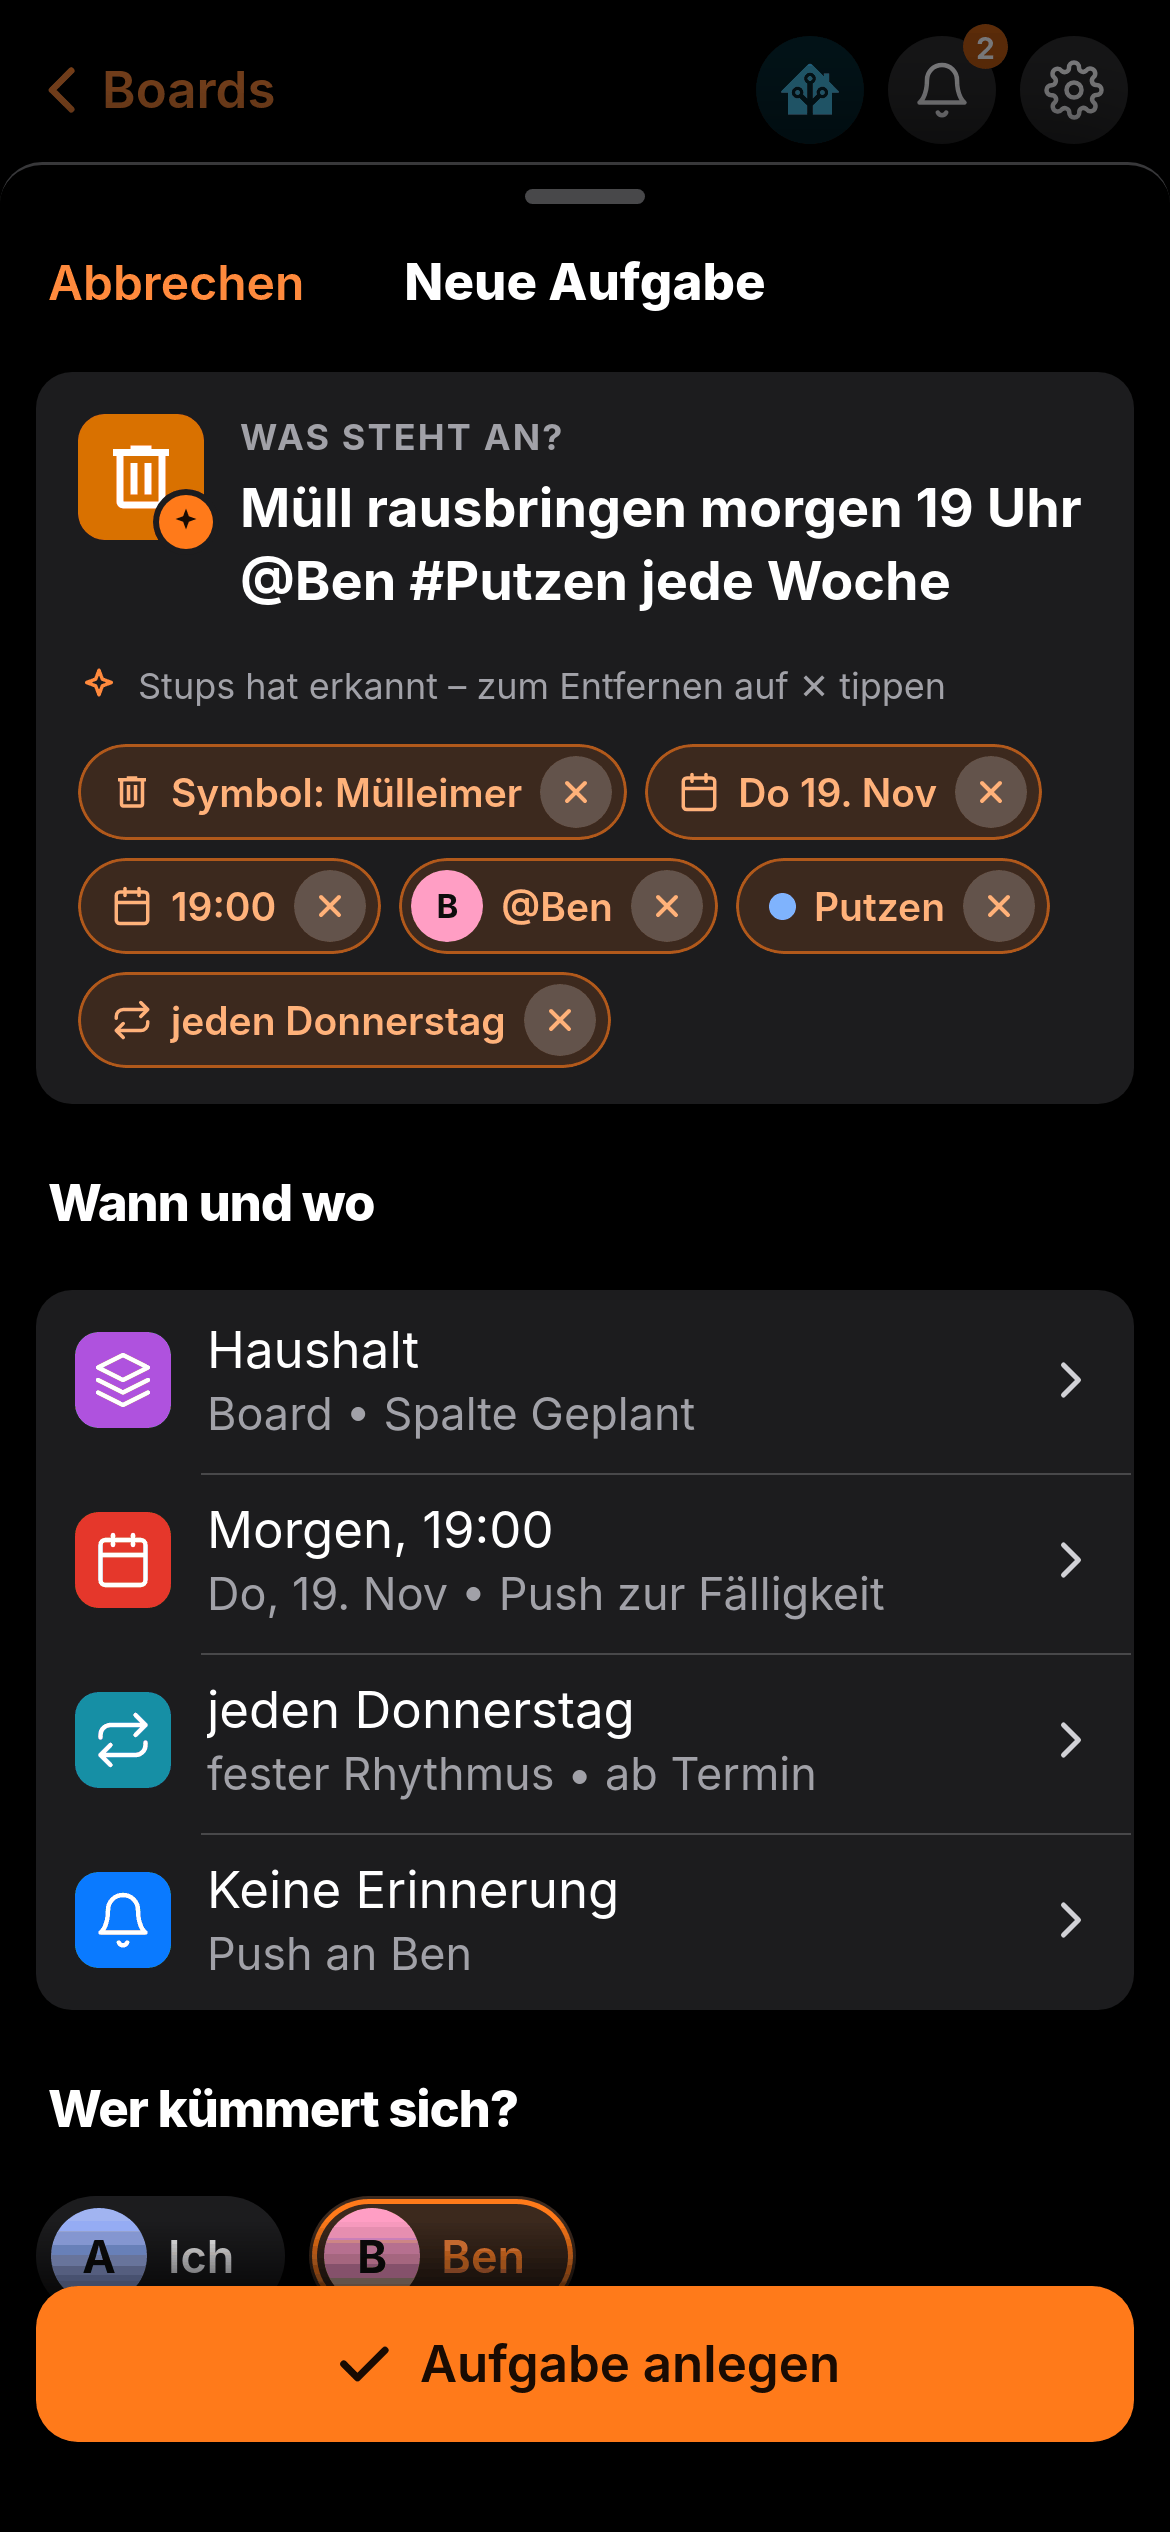 Boards
2
Abbrechen
Neue Aufgabe
WAS STEHT AN?
Müll rausbringen morgen 19 Uhr
@Ben #Putzen jede Woche
Stups hat erkannt – zum Entfernen auf ✕ tippen
Symbol: Mülleimer
Do 19. Nov
19:00
B
@Ben
Putzen
jeden Donnerstag
Wann und wo
Haushalt
Board • Spalte Geplant
Morgen, 19:00
Do, 19. Nov • Push zur Fälligkeit
jeden Donnerstag
fester Rhythmus • ab Termin
Keine Erinnerung
Push an Ben
Wer kümmert sich?
A
Ich
B
Ben
Aufgabe anlegen